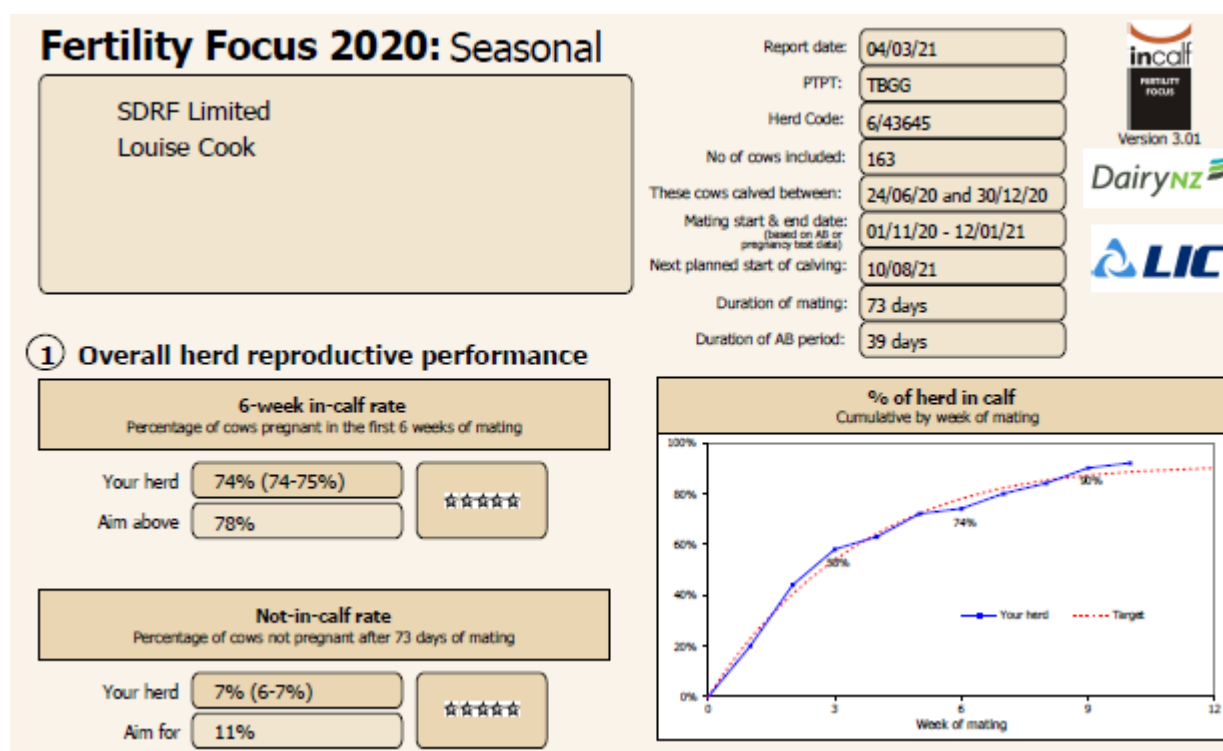 Fertility Focus 2020: Seasonal
SDRF Limited
Louise Cook
Report date: 04/03/21
PTPT: TBGG
Herd Code: 6/43645
No of cows included: 163
These cows calved between: 24/06/20 and 30/12/20
Mating start & end date: 01/11/20 - 12/01/21
(based on AB or
pregnancy test data)
Next planned start of calving: 10/08/21
Duration of mating: 73 days
Duration of AB period: 39 days
incalf
FERTILITY
FOCUS
Version 3.01
DairyNZ
LIC
1 Overall herd reproductive performance
6-week in-calf rate
Percentage of cows pregnant in the first 6 weeks of mating
Your herd 74% (74-75%)
Aim above 78%
Not-in-calf rate
Percentage of cows not pregnant after 73 days of mating
Your herd 7% (6-7%)
Aim for 11%
% of herd in calf
Cumulative by week of mating
100%
80%
60%
40%
20%
0%
58%
74%
90%
Your herd
Target
0 3 6 9 12
Week of mating